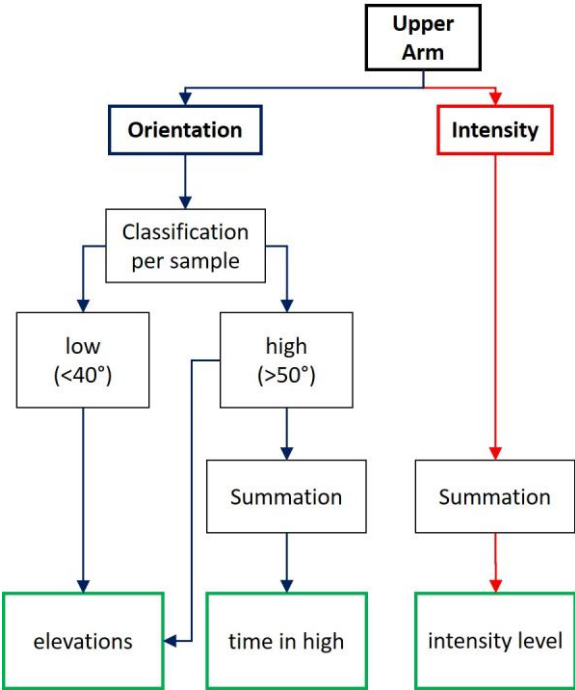 Upper
Arm
Orientation
Intensity
Classification
per sample
low
(<40°)
high
(>50°)
Summation
Summation
elevations
time in high
intensity level